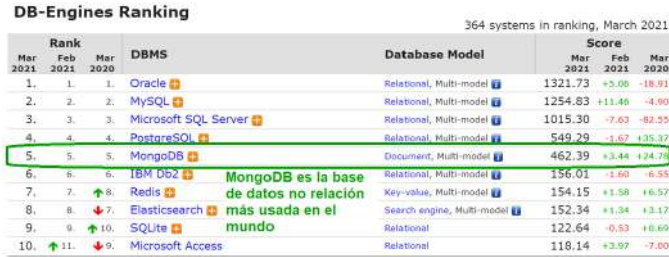 DB-Engines Ranking
364 systems in ranking, March 2021
Rank Score
Mar 2021 Feb 2021 Mar 2020 DBMS Database Model Mar 2021 Feb 2021 Mar 2020
1. 1. 1. Oracle Relational, Multi-model 1321.73 +5.06 -18.91
2. 2. 2. MySQL Relational, Multi-model 1254.83 +11.46 -4.90
3. 3. 3. Microsoft SQL Server Relational, Multi-model 1015.30 -7.63 -82.55
4. 4. 4. PostgreSQL Relational, Multi-model 549.29 -1.67 +35.37
5. 5. 5. MongoDB Document, Multi-model 462.39 +3.44 +24.78
6. 6. 6. IBM Db2 Relational, Multi-model 156.01 -1.60 -6.55
7. 7. 8. Redis Key-value, Multi-model 154.15 +1.58 +6.57
8. 8. 7. Elasticsearch Search engine, Multi-model 152.34 +1.34 +3.17
9. 9. 10. SQLite Relational 122.64 -0.53 +0.69
10. 11. 9. Microsoft Access Relational 118.14 +3.97 -7.00
MongoDB es la base
de datos no relación
más usada en el
mundo